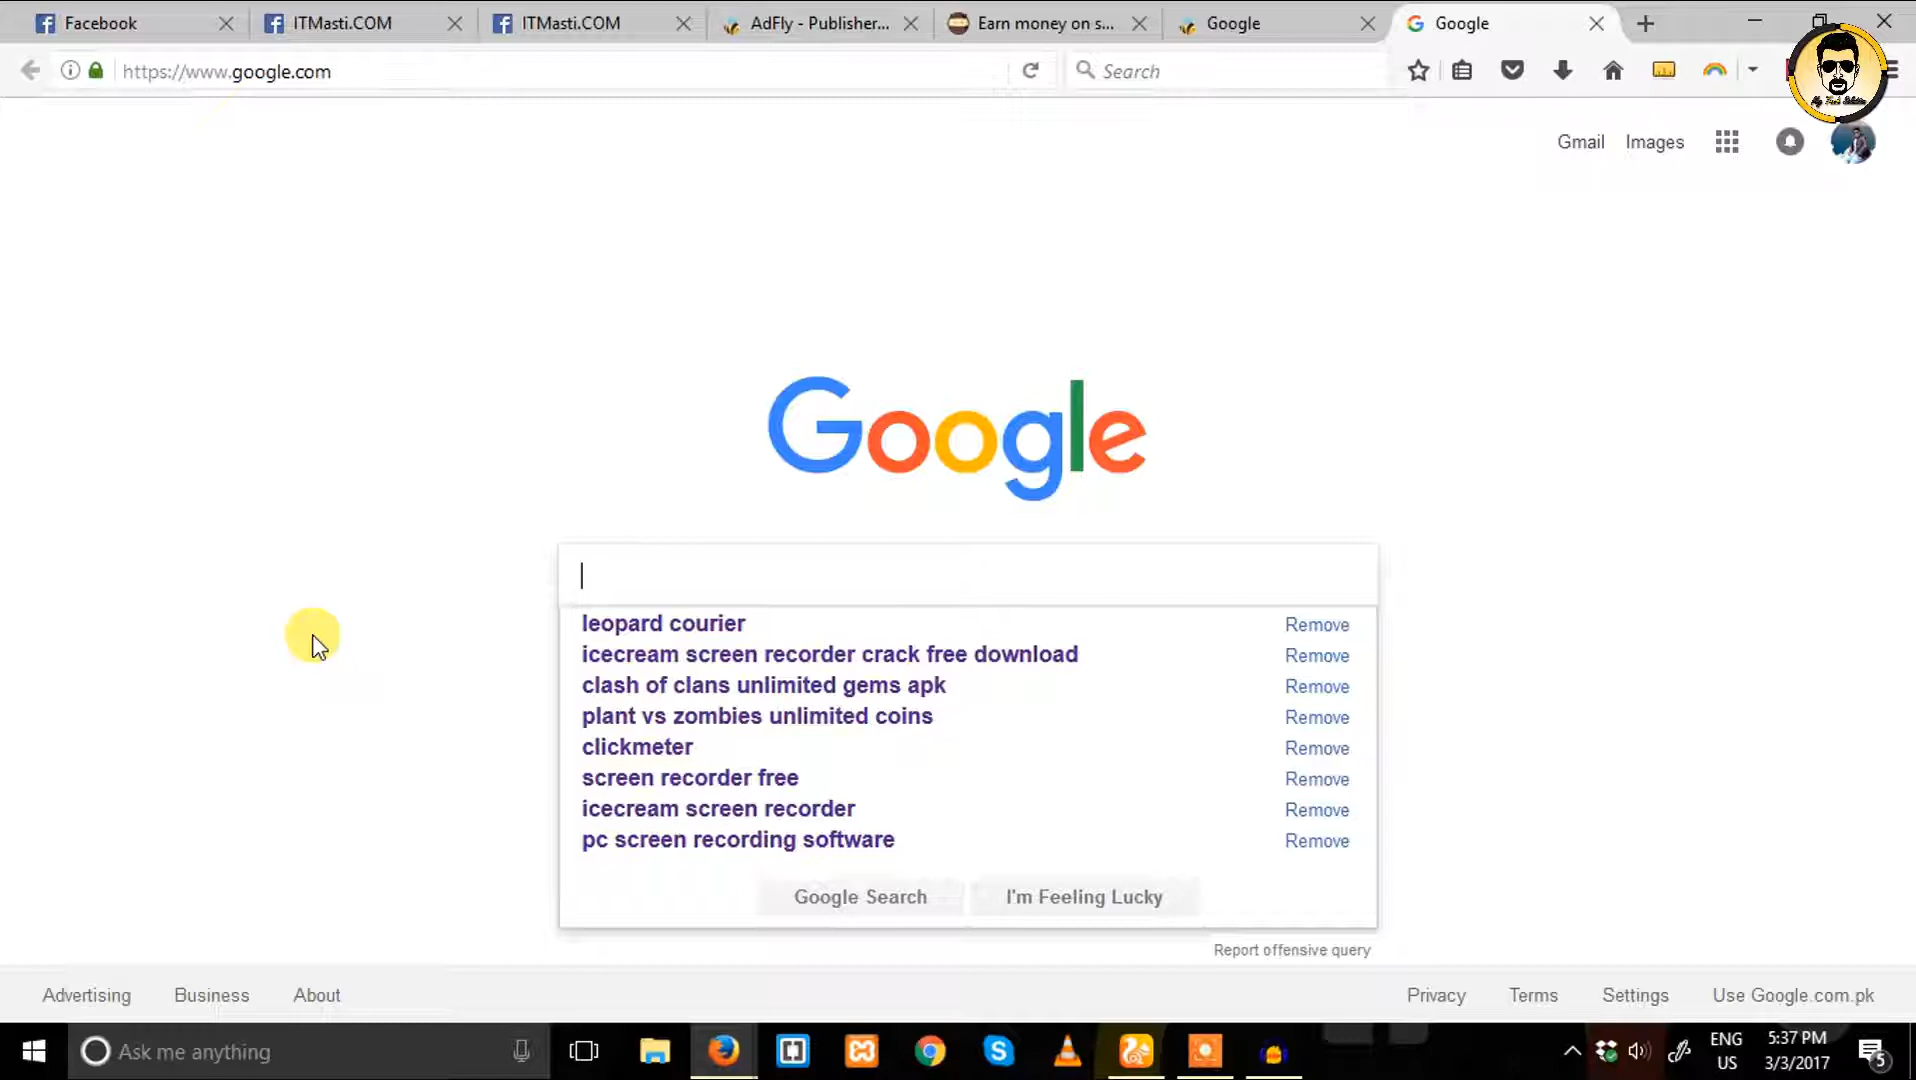 Facebook
ITMasti.COM
ITMasti.COM
AdFly - Publisher...
Earn money on s...
Google
Google
https://www.google.com
Search
My Tech Solution
Gmail
Images
Google
leopard courier
Remove
icecream screen recorder crack free download
Remove
clash of clans unlimited gems apk
Remove
plant vs zombies unlimited coins
Remove
clickmeter
Remove
screen recorder free
Remove
icecream screen recorder
Remove
pc screen recording software
Remove
Google Search
I'm Feeling Lucky
Report offensive query
Advertising
Business
About
Privacy
Terms
Settings
Use Google.com.pk
Ask me anything
ENG
US
5:37 PM
3/3/2017
5